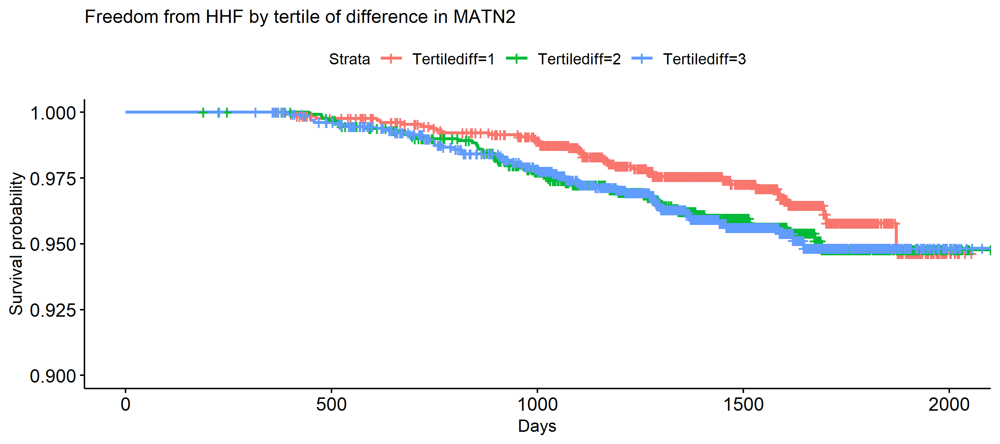 Freedom from HHF by tertile of difference in MATN2
Strata Tertilediff=1 Tertilediff=2 Tertilediff=3
Survival probability
1.000
0.975
0.950
0.925
0.900
0 500 1000 1500 2000
Days